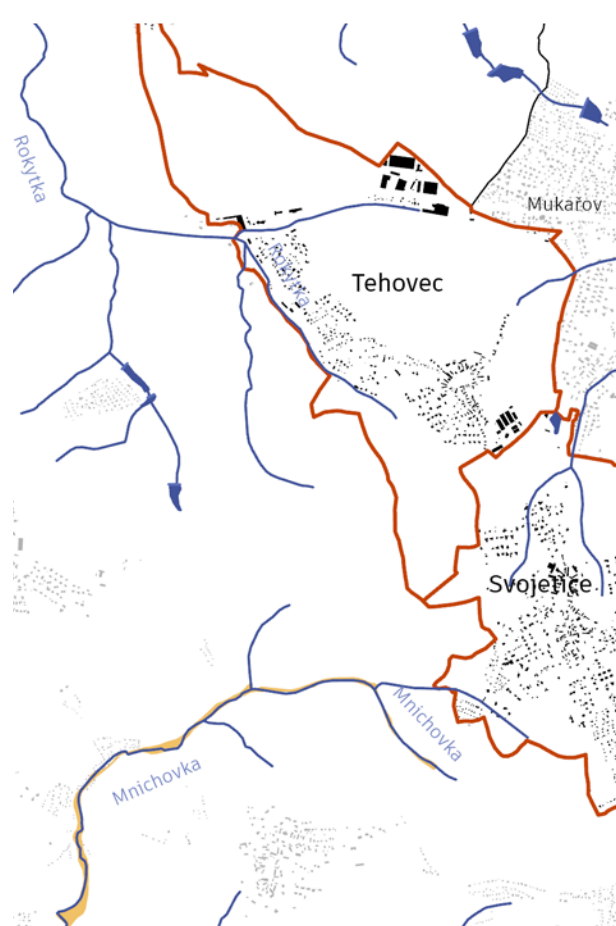 Rokytka
Mukařov
Rokytka
Tehovec
Svojetice
Mnichovka
Mnichovka